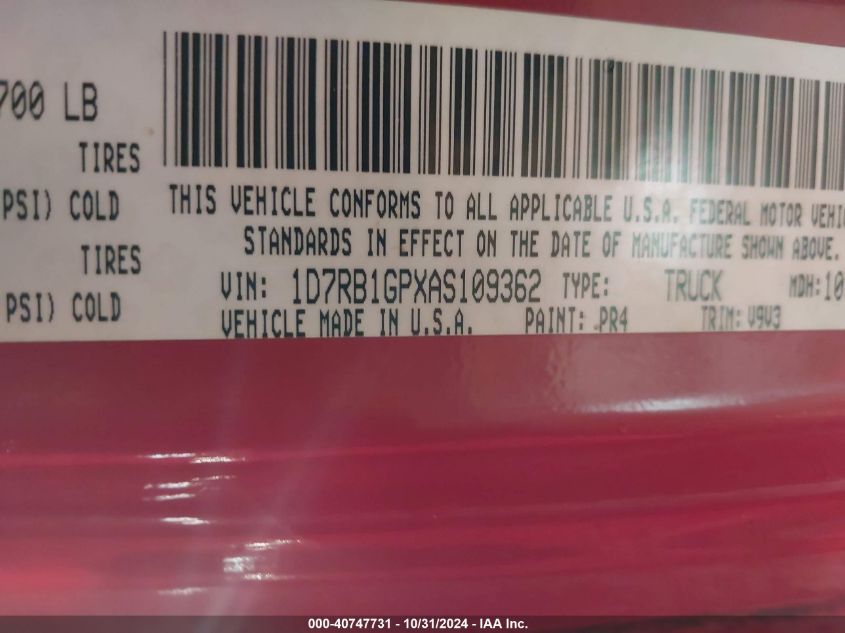 700 LB
TIRES
PSI) COLD
TIRES
PSI) COLD
THIS VEHICLE CONFORMS TO ALL APPLICABLE U.S.A. FEDERAL MOTOR VEHI
STANDARDS IN EFFECT ON THE DATE OF MANUFACTURE SHOWN ABOVE.
VIN: 1D7RB1GPXAS109362 TYPE: TRUCK MDH:10
VEHICLE MADE IN U.S.A. PAINT: PR4 TRIM: V9V3
000-40747731 - 10/31/2024 - IAA Inc.